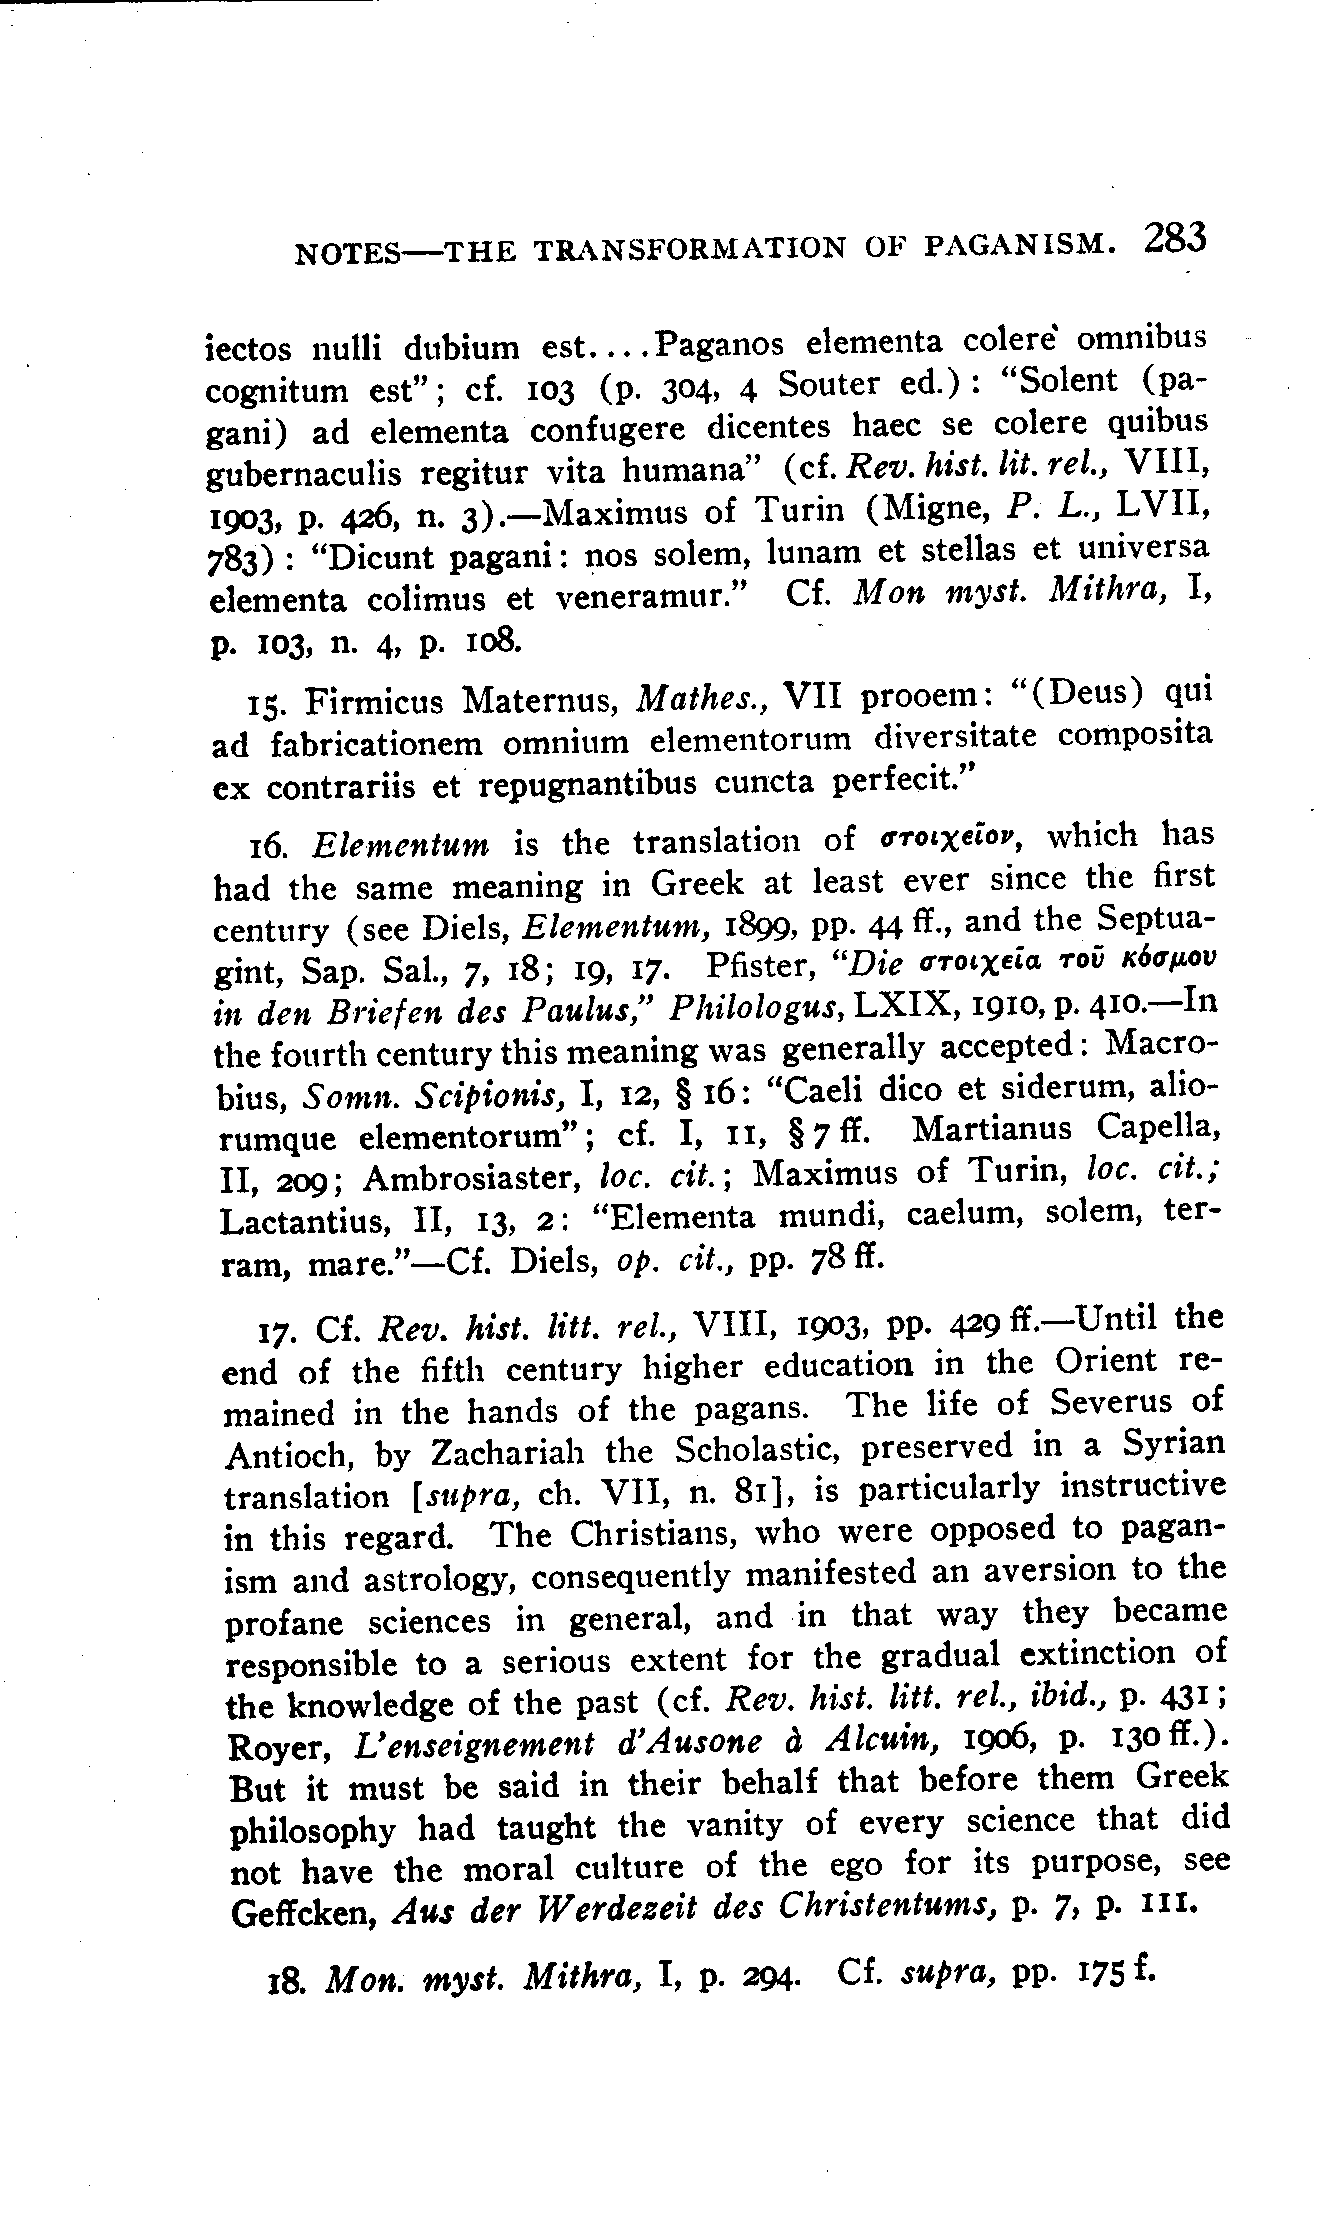 NOTES—THE TRANSFORMATION OF PAGANISM. 283
iectos nulli dubium est....Paganos elementa colere omnibus
cognitum est"; cf. 103 (p. 304, 4 Souter ed.): "Solent (pa-
gani) ad elementa confugere dicentes haec se colere quibus
gubernaculis regitur vita humana" (cf. Rev. hist. lit. rel., VIII,
1903, p. 426, n. 3).—Maximus of Turin (Migne, P. L., LVII,
783): "Dicunt pagani: nos solem, lunam et stellas et universa
elementa colimus et veneramur." Cf. Mon myst. Mithra, I,
p. 103, n. 4, p. 108.
15. Firmicus Maternus, Mathes., VII prooem: "(Deus) qui
ad fabricationem omnium elementorum diversitate composita
ex contrariis et repugnantibus cuncta perfecit."
16. Elementum is the translation of στοιχεῖον, which has
had the same meaning in Greek at least ever since the first
century (see Diels, Elementum, 1899, pp. 44 ff., and the Septua-
gint, Sap. Sal., 7, 18; 19, 17. Pfister, "Die στοιχεῖα τοῦ κόσμου
in den Briefen des Paulus," Philologus, LXIX, 1910, p. 410.—In
the fourth century this meaning was generally accepted: Macro-
bius, Somn. Scipionis, I, 12, § 16: "Caeli dico et siderum, alio-
rumque elementorum"; cf. I, 11, § 7 ff. Martianus Capella,
II, 209; Ambrosiaster, loc. cit.; Maximus of Turin, loc. cit.;
Lactantius, II, 13, 2: "Elementa mundi, caelum, solem, ter-
ram, mare."—Cf. Diels, op. cit., pp. 78 ff.
17. Cf. Rev. hist. litt. rel., VIII, 1903, pp. 429 ff.—Until the
end of the fifth century higher education in the Orient re-
mained in the hands of the pagans. The life of Severus of
Antioch, by Zachariah the Scholastic, preserved in a Syrian
translation [supra, ch. VII, n. 81], is particularly instructive
in this regard. The Christians, who were opposed to pagan-
ism and astrology, consequently manifested an aversion to the
profane sciences in general, and in that way they became
responsible to a serious extent for the gradual extinction of
the knowledge of the past (cf. Rev. hist. litt. rel., ibid., p. 431;
Royer, L'enseignement d'Ausone à Alcuin, 1906, p. 130 ff.).
But it must be said in their behalf that before them Greek
philosophy had taught the vanity of every science that did
not have the moral culture of the ego for its purpose, see
Geffcken, Aus der Werdezeit des Christentums, p. 7, p. 111.
18. Mon. myst. Mithra, I, p. 294. Cf. supra, pp. 175 f.